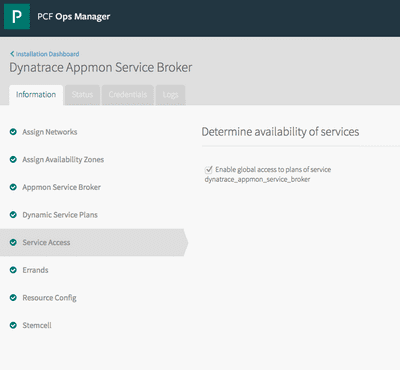 P PCF Ops Manager
Installation Dashboard
Dynatrace Appmon Service Broker
Information Status Credentials Logs
Assign Networks
Assign Availability Zones
Appmon Service Broker
Dynamic Service Plans
Service Access
Errands
Resource Config
Stemcell
Determine availability of services
Enable global access to plans of service
dynatrace_appmon_service_broker